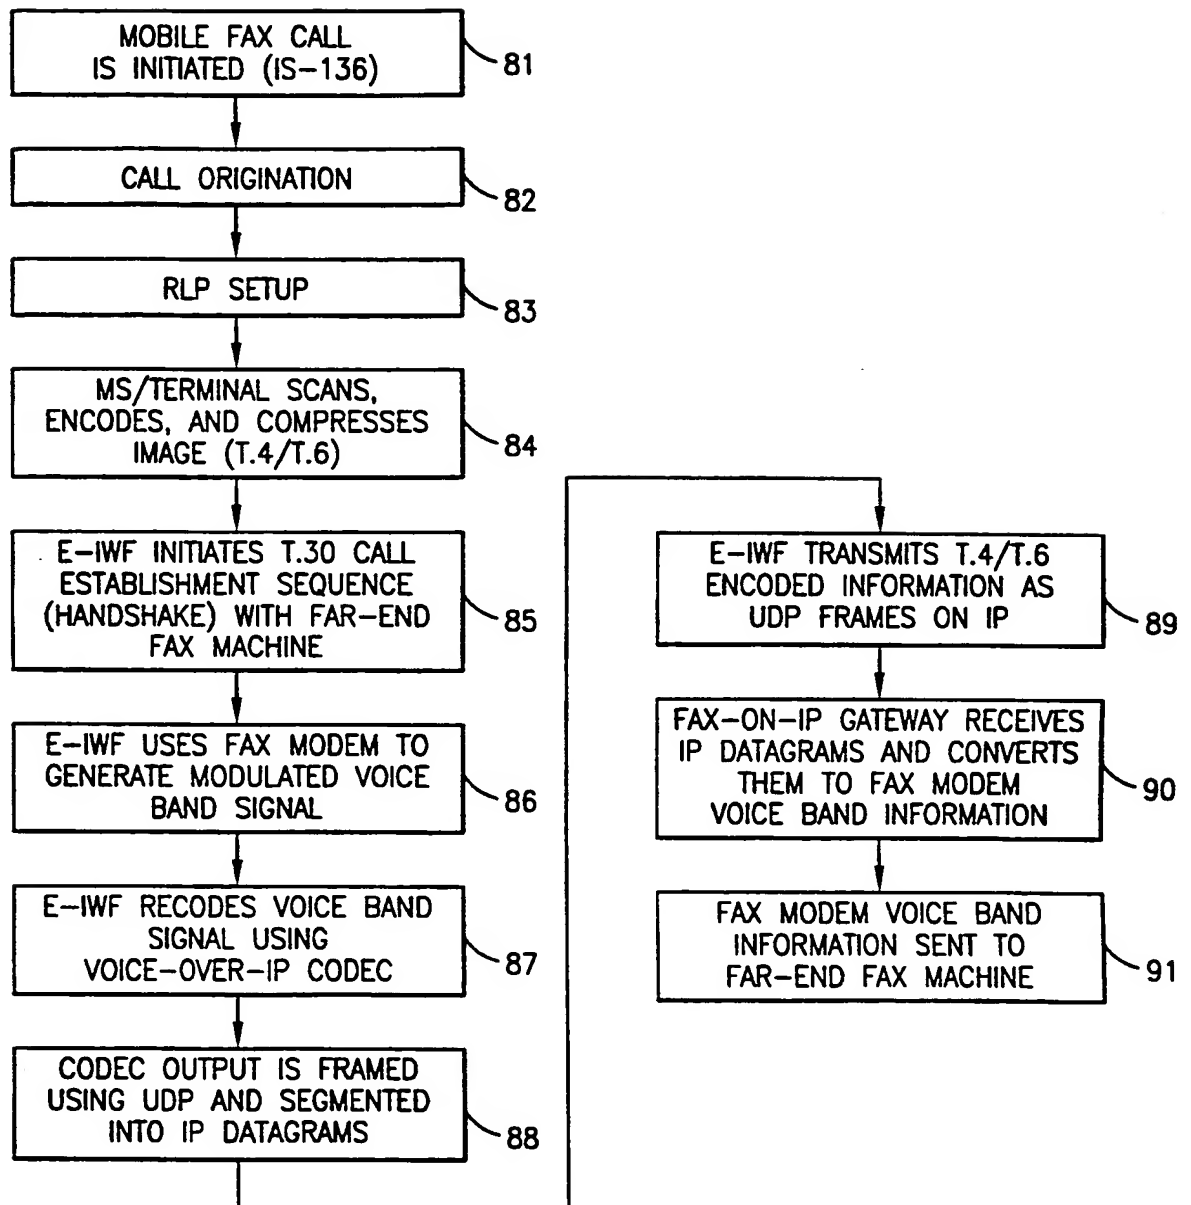 MOBILE FAX CALL
IS INITIATED (IS-136)
81
CALL ORIGINATION
82
RLP SETUP
83
MS/TERMINAL SCANS,
ENCODES, AND COMPRESSES
IMAGE (T.4/T.6)
84
E-IWF INITIATES T.30 CALL
ESTABLISHMENT SEQUENCE
(HANDSHAKE) WITH FAR-END
FAX MACHINE
85
E-IWF USES FAX MODEM TO
GENERATE MODULATED VOICE
BAND SIGNAL
86
E-IWF RECODES VOICE BAND
SIGNAL USING
VOICE-OVER-IP CODEC
87
CODEC OUTPUT IS FRAMED
USING UDP AND SEGMENTED
INTO IP DATAGRAMS
88
E-IWF TRANSMITS T.4/T.6
ENCODED INFORMATION AS
UDP FRAMES ON IP
89
FAX-ON-IP GATEWAY RECEIVES
IP DATAGRAMS AND CONVERTS
THEM TO FAX MODEM
VOICE BAND INFORMATION
90
FAX MODEM VOICE BAND
INFORMATION SENT TO
FAR-END FAX MACHINE
91